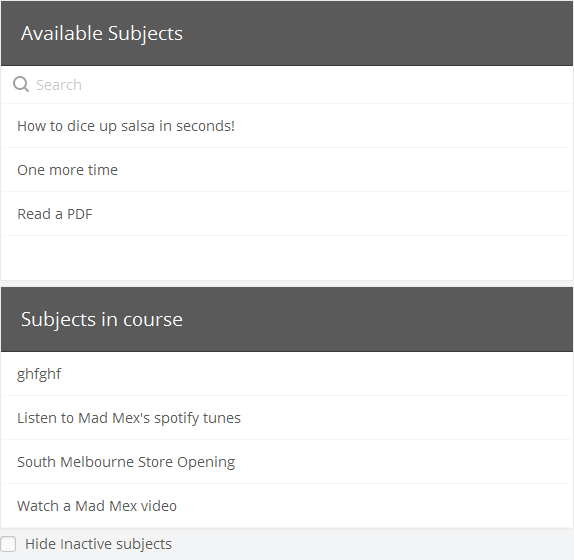 Available Subjects
Search
How to dice up salsa in seconds!
One more time
Read a PDF
Subjects in course
ghfghf
Listen to Mad Mex's spotify tunes
South Melbourne Store Opening
Watch a Mad Mex video
Hide Inactive subjects